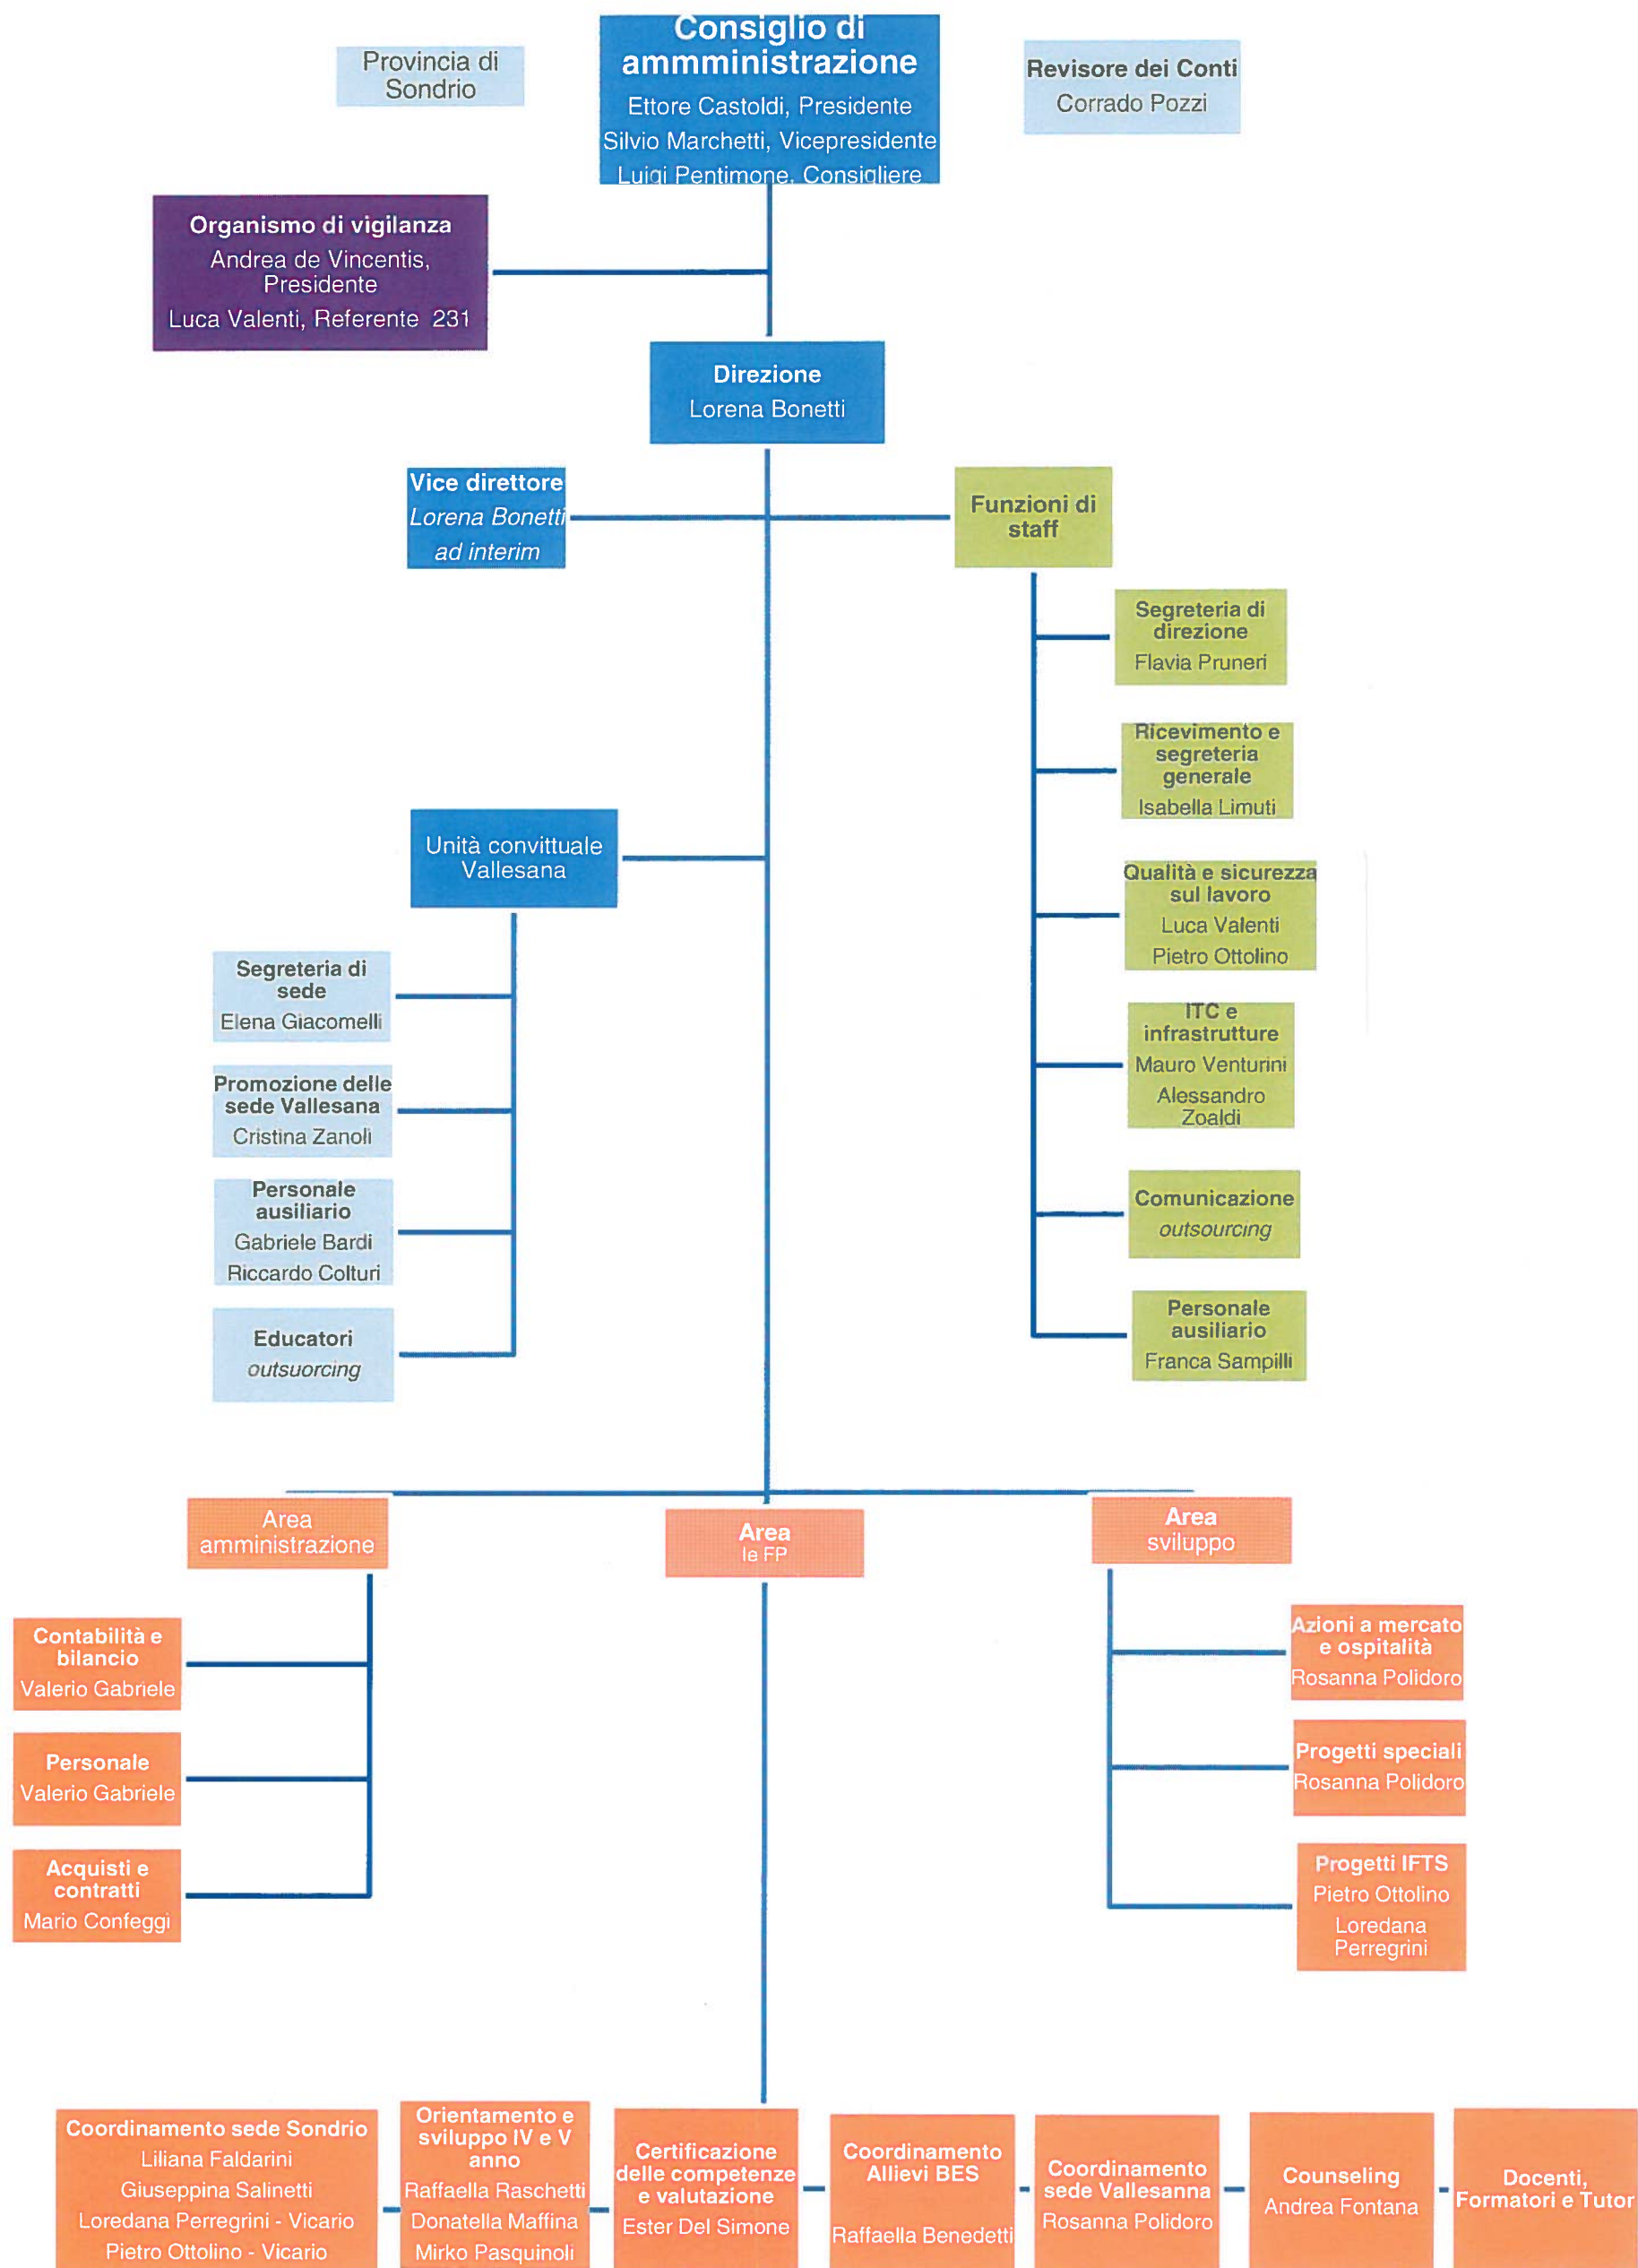 Provincia di
Sondrio
Consiglio di
ammministrazione
Ettore Castoldi, Presidente
Silvio Marchetti, Vicepresidente
Luigi Pentimone, Consigliere
Revisore dei Conti
Corrado Pozzi
Organismo di vigilanza
Andrea de Vincentis,
Presidente
Luca Valenti, Referente 231
Direzione
Lorena Bonetti
Vice direttore
Lorena Bonetti
ad interim
Funzioni di
staff
Segreteria di
direzione
Flavia Pruneri
Ricevimento e
segreteria
generale
Isabella Limuti
Qualità e sicurezza
sul lavoro
Luca Valenti
Pietro Ottolino
ITC e
infrastrutture
Mauro Venturini
Alessandro
Zoaldi
Comunicazione
outsourcing
Personale
ausiliario
Franca Sampilli
Unità convittuale
Vallesana
Segreteria di
sede
Elena Giacomelli
Promozione delle
sede Vallesana
Cristina Zanoli
Personale
ausiliario
Gabriele Bardi
Riccardo Colturi
Educatori
outsuorcing
Area
amministrazione
Contabilità e
bilancio
Valerio Gabriele
Personale
Valerio Gabriele
Acquisti e
contratti
Mario Confeggi
Area
le FP
Area
sviluppo
Azioni a mercato
e ospitalità
Rosanna Polidoro
Progetti speciali
Rosanna Polidoro
Progetti IFTS
Pietro Ottolino
Loredana
Perregrini
Coordinamento sede Sondrio
Liliana Faldarini
Giuseppina Salinetti
Loredana Perregrini - Vicario
Pietro Ottolino - Vicario
Orientamento e
sviluppo IV e V
anno
Raffaella Raschetti
Donatella Maffina
Mirko Pasquinoli
Certificazione
delle competenze
e valutazione
Ester Del Simone
Coordinamento
Allievi BES
Raffaella Benedetti
Coordinamento
sede Vallesanna
Rosanna Polidoro
Counseling
Andrea Fontana
Docenti,
Formatori e Tutor